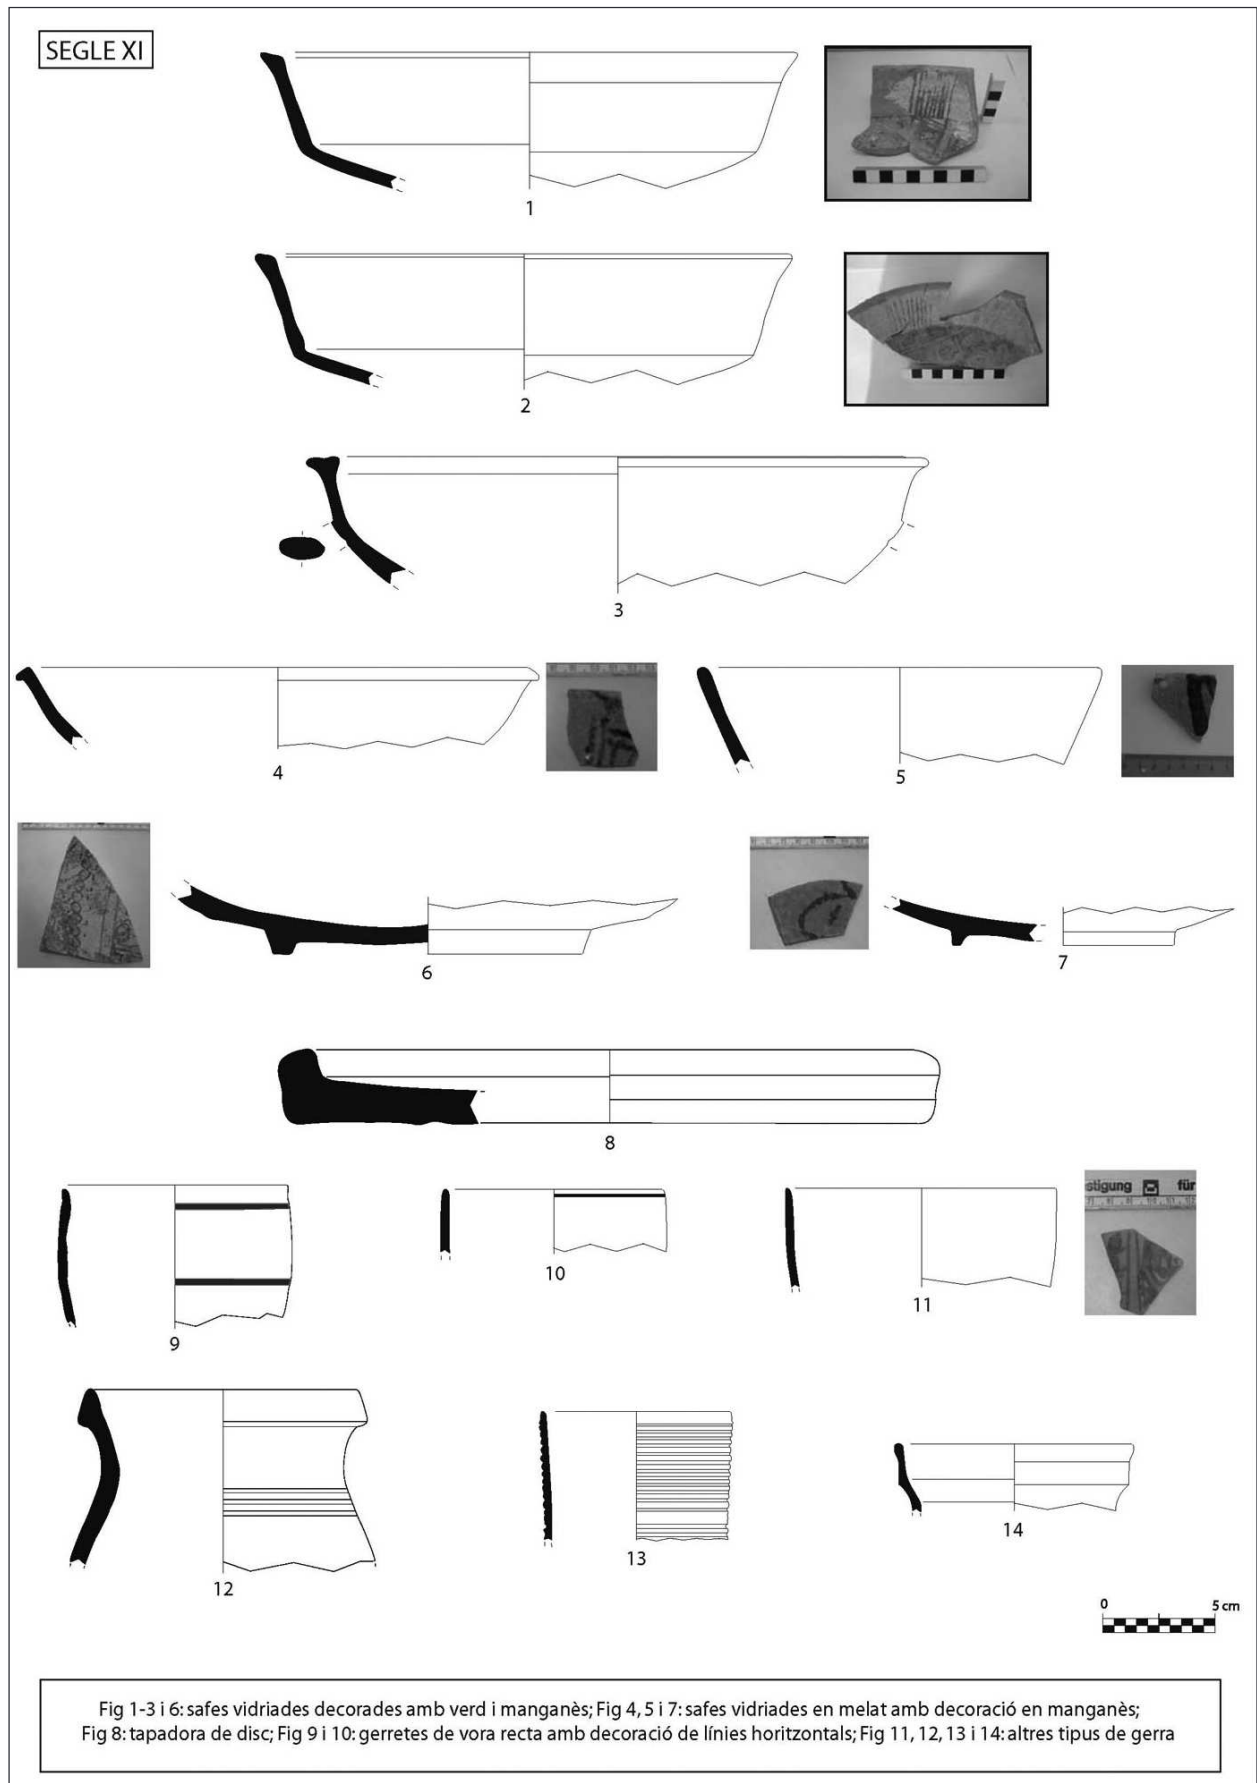 SEGLE XI
1
2
3
4
5
6
7
8
stigung für
9
10
11
12
13
14
0 5 cm
Fig 1-3 i 6: safes vidriades decorades amb verd i manganès; Fig 4, 5 i 7: safes vidriades en melat amb decoració en manganès;
Fig 8: tapadora de disc; Fig 9 i 10: gerretes de vora recta amb decoració de línies horitzontals; Fig 11, 12, 13 i 14: altres tipus de gerra